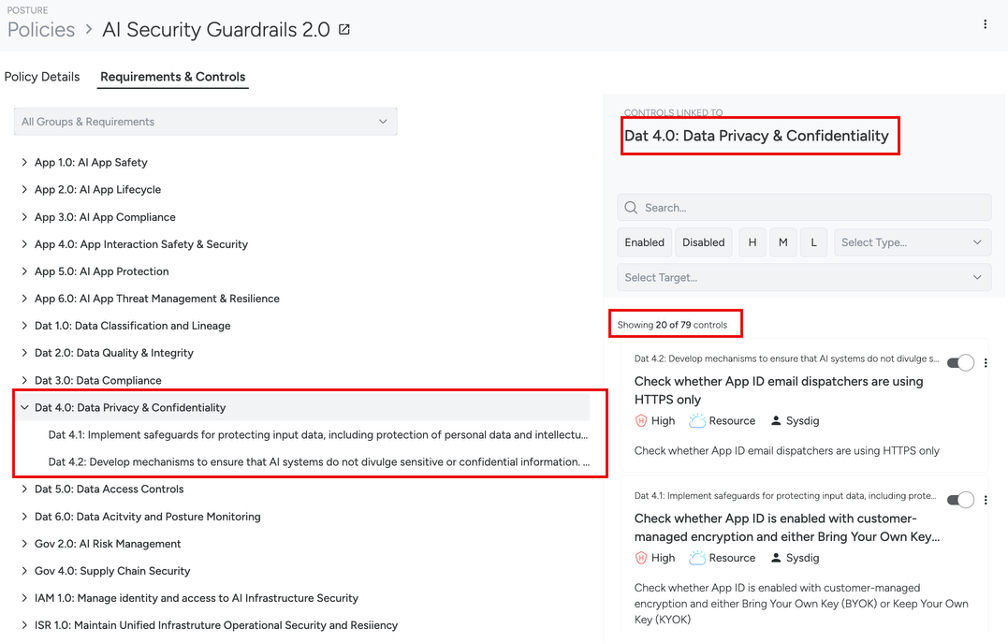 POSTURE
Policies > AI Security Guardrails 2.0
Policy Details
Requirements & Controls
All Groups & Requirements
App 1.0: AI App Safety
App 2.0: AI App Lifecycle
App 3.0: AI App Compliance
App 4.0: App Interaction Safety & Security
App 5.0: AI App Protection
App 6.0: AI App Threat Management & Resilience
Dat 1.0: Data Classification and Lineage
Dat 2.0: Data Quality & Integrity
Dat 3.0: Data Compliance
Dat 4.0: Data Privacy & Confidentiality
Dat 4.1: Implement safeguards for protecting input data, including protection of personal data and intellectu...
Dat 4.2: Develop mechanisms to ensure that AI systems do not divulge sensitive or confidential information. ...
Dat 5.0: Data Access Controls
Dat 6.0: Data Acitvity and Posture Monitoring
Gov 2.0: AI Risk Management
Gov 4.0: Supply Chain Security
IAM 1.0: Manage identity and access to AI Infrastructure Security
ISR 1.0: Maintain Unified Infrastruture Operational Security and Resiiency
CONTROLS LINKED TO
Dat 4.0: Data Privacy & Confidentiality
Search...
Enabled
Disabled
H
M
L
Select Type...
Select Target...
Showing 20 of 79 controls
Dat 4.2: Develop mechanisms to ensure that AI systems do not divulge s...
Check whether App ID email dispatchers are using
HTTPS only
High
Resource
Sysdig
Check whether App ID email dispatchers are using HTTPS only
Dat 4.1: Implement safeguards for protecting input data, including prote...
Check whether App ID is enabled with customer-
managed encryption and either Bring Your Own Key...
High
Resource
Sysdig
Check whether App ID is enabled with customer-managed
encryption and either Bring Your Own Key (BYOK) or Keep Your Own
Key (KYOK)